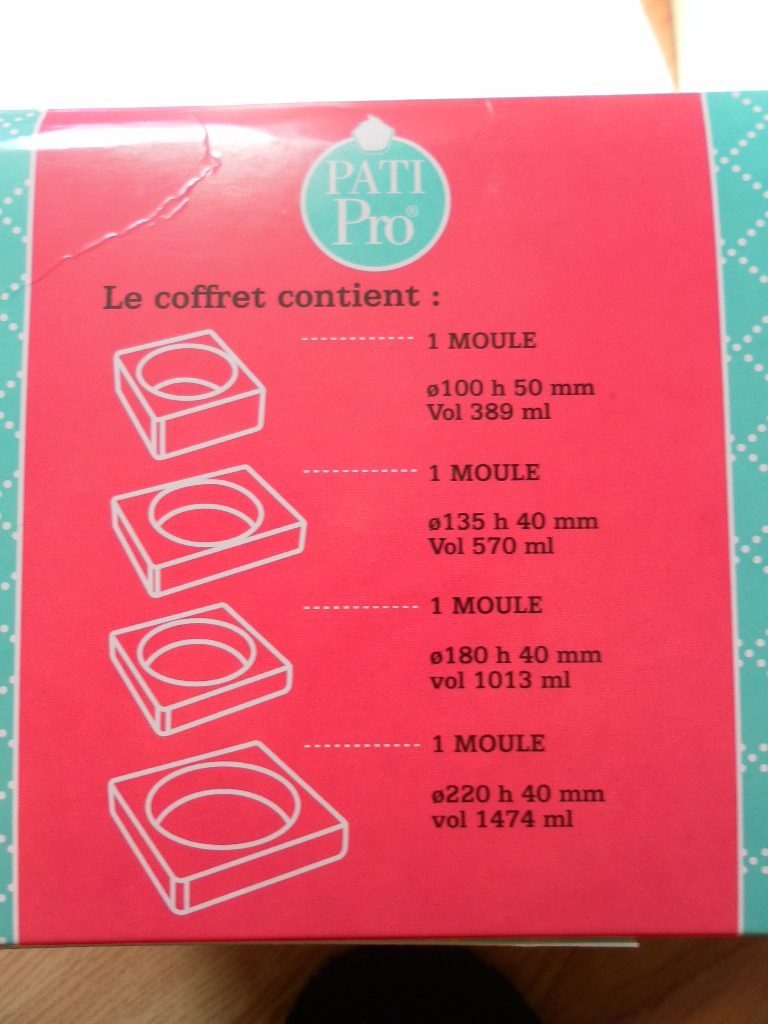 PATI
Pro®
Le coffret contient :
1 MOULE
ø100 h 50 mm
Vol 389 ml
1 MOULE
ø135 h 40 mm
Vol 570 ml
1 MOULE
ø180 h 40 mm
vol 1013 ml
1 MOULE
ø220 h 40 mm
vol 1474 ml